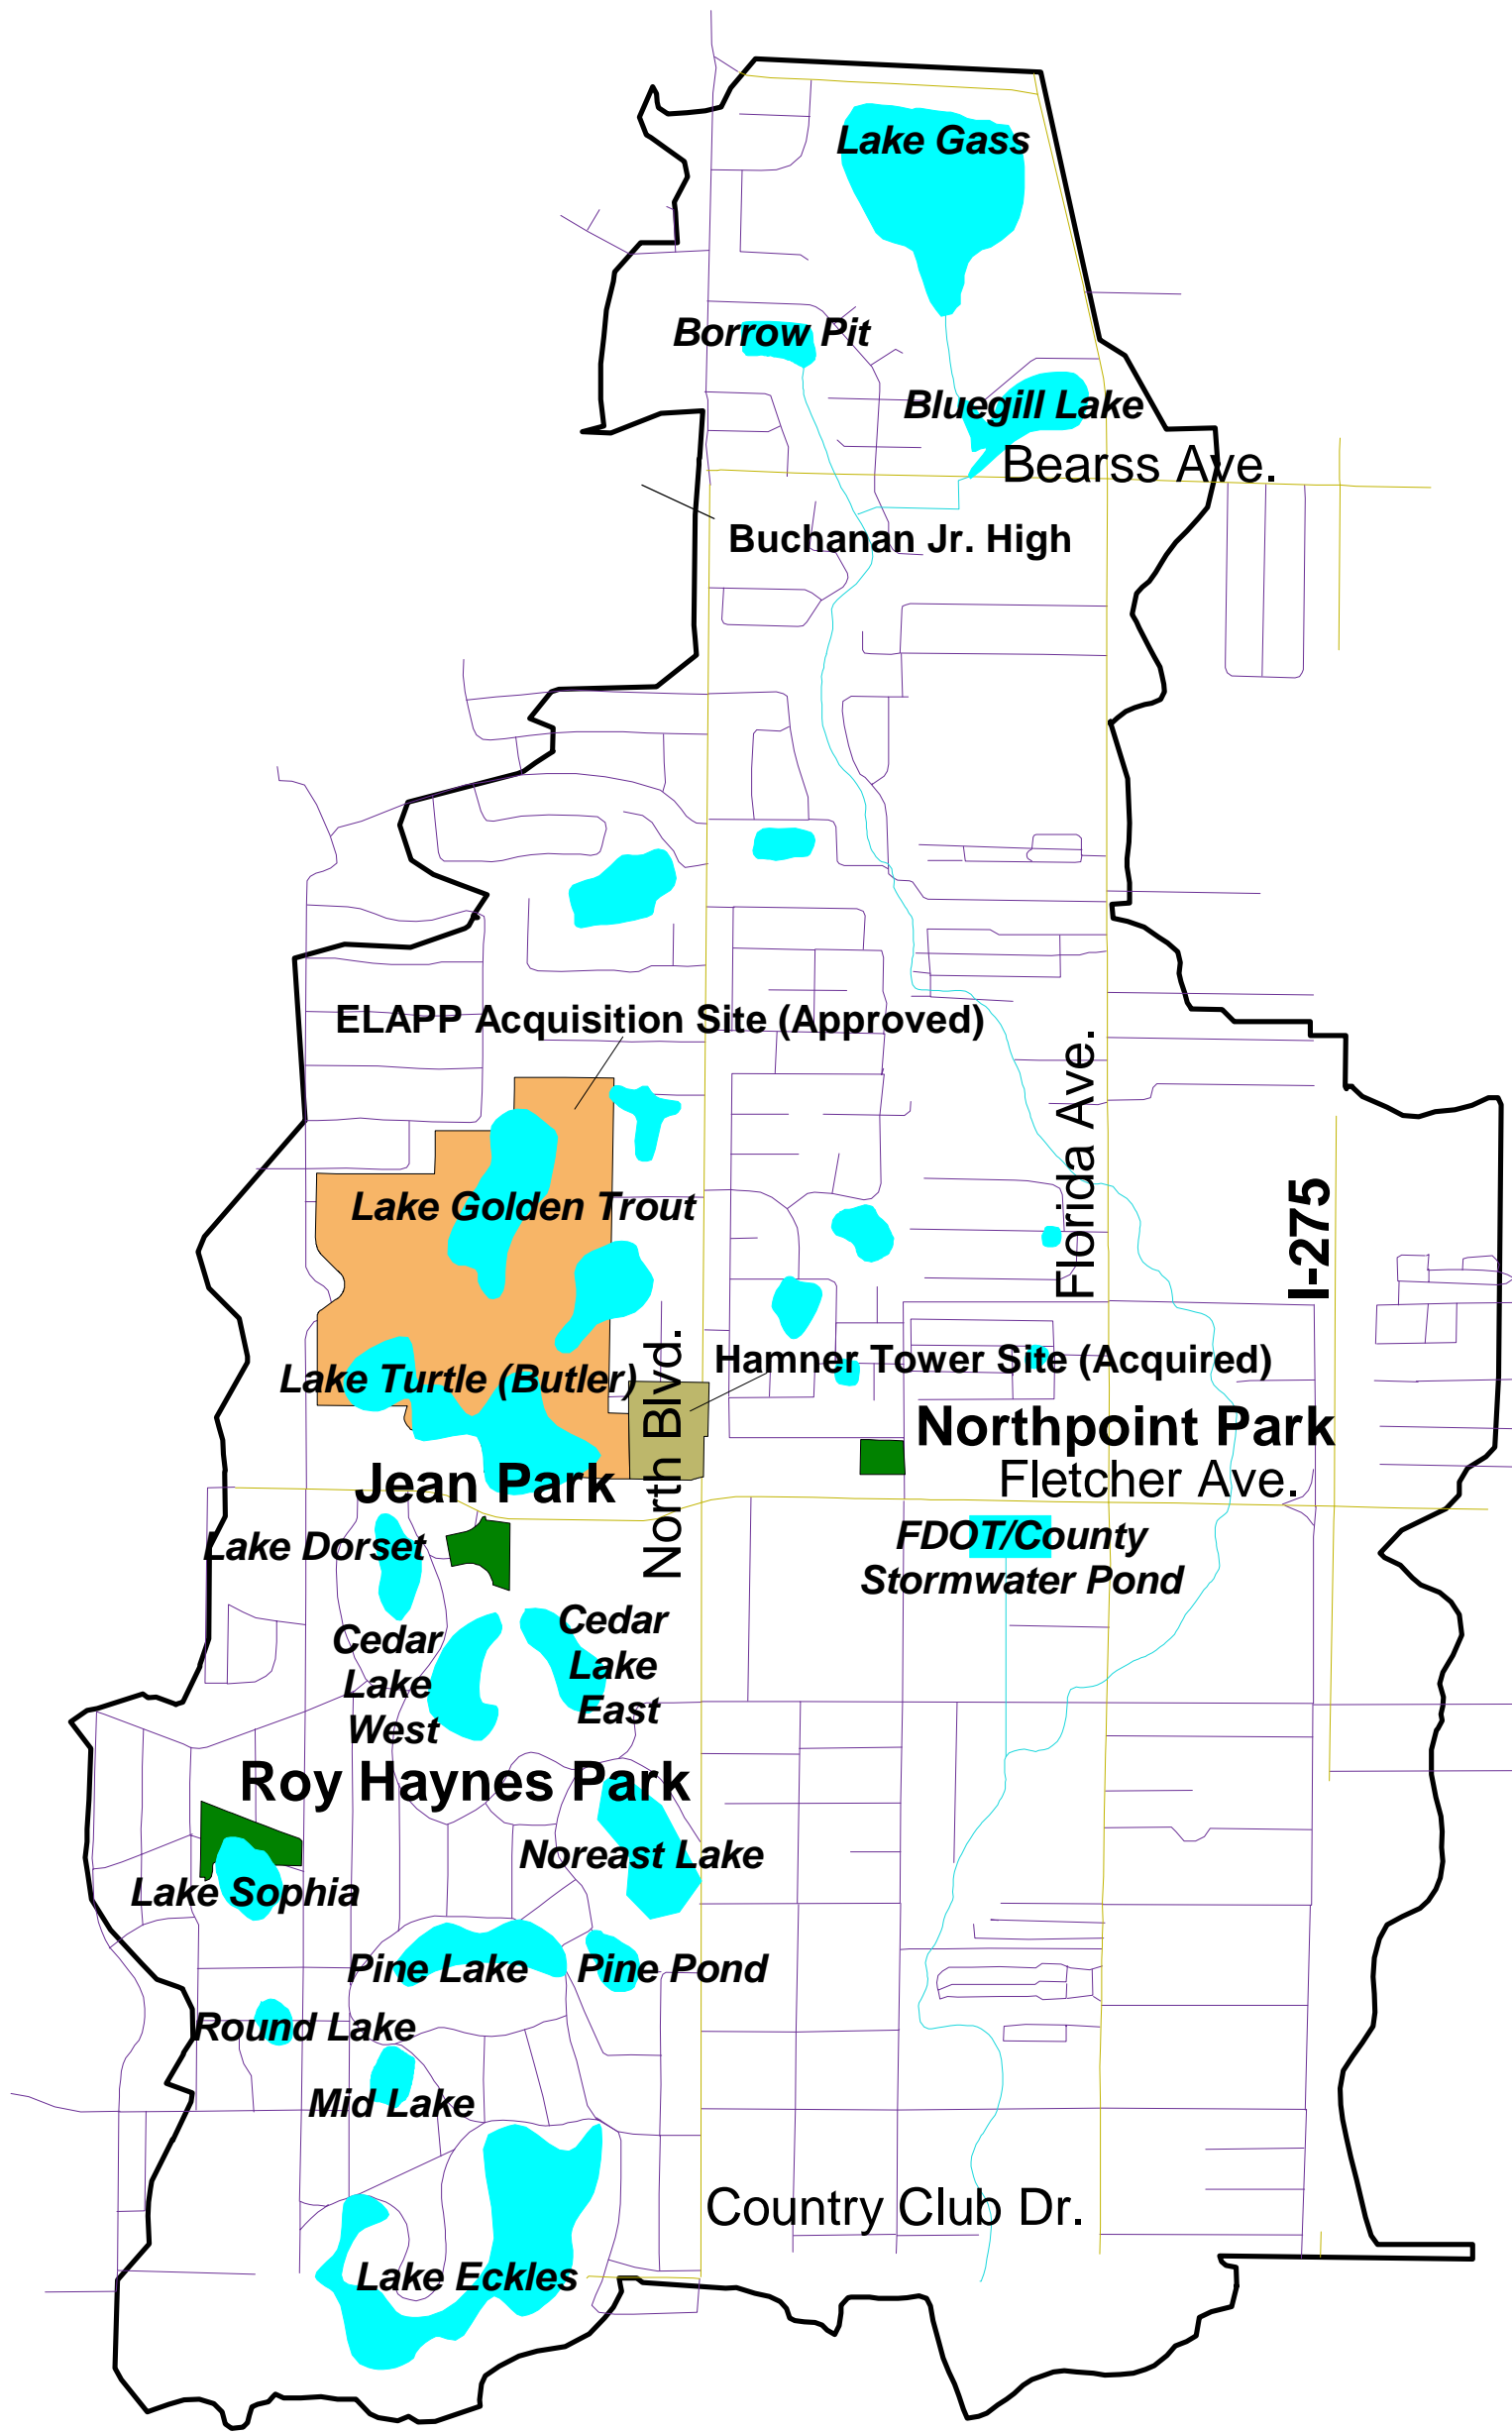 Lake Gass
Borrow Pit
Bluegill Lake
Bearss Ave.
Buchanan Jr. High
ELAPP Acquisition Site (Approved)
Florida Ave.
I-275
Lake Golden Trout
North Blvd.
Hamner Tower Site (Acquired)
Lake Turtle (Butler)
Northpoint Park
Jean Park
Fletcher Ave.
Lake Dorset
FDOT/County
Stormwater Pond
Cedar
Lake
West
Cedar
Lake
East
Roy Haynes Park
Noreast Lake
Lake Sophia
Pine Lake
Pine Pond
Round Lake
Mid Lake
Country Club Dr.
Lake Eckles